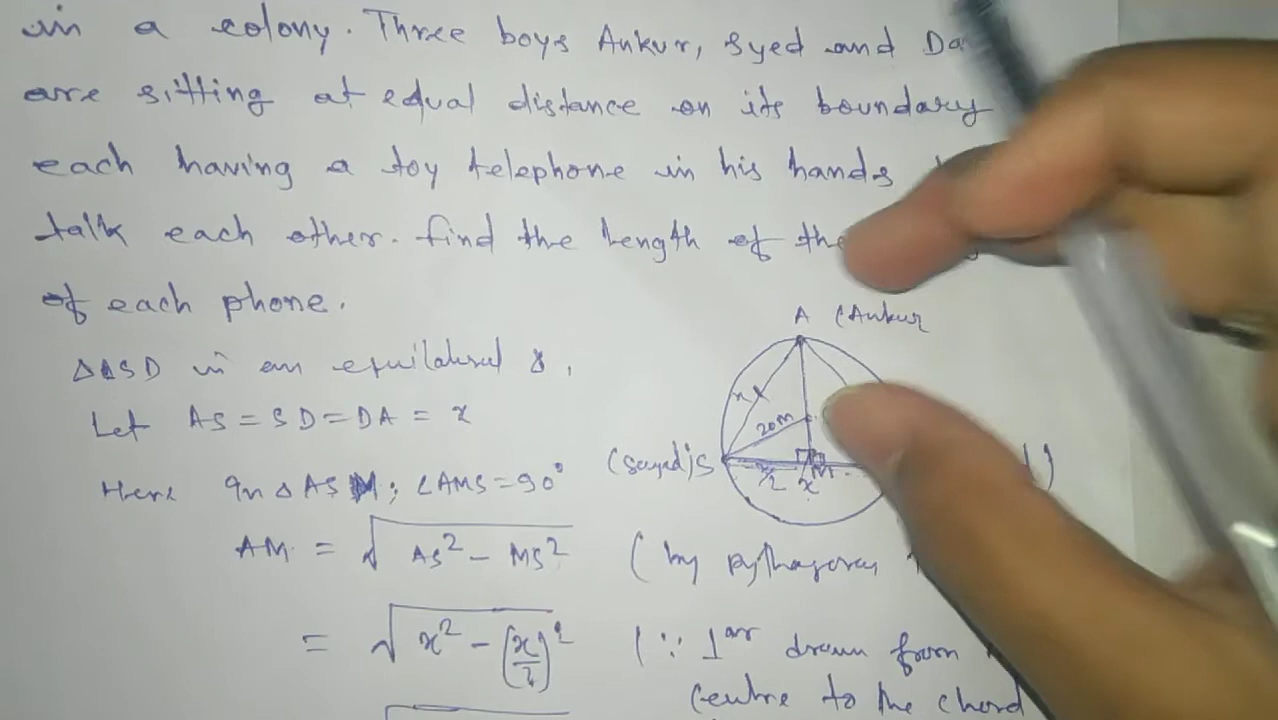 in a colony. Three boys Ankur, Syed and Da
are sitting at equal distance on its boundary
each having a toy telephone in his hands
talk each other. find the length of the
of each phone.
A (Ankur
ΔASD in an equilateral Δ,
Let AS = SD = DA = x
x
20m
(sayed)S
x/2 x M
)
Here In ΔASM; ∠AMS = 90°
AM = √AS² - MS² (by pythagores
= √x² - (x/2)² (∵ ⊥ar drawn from
centre to the chord